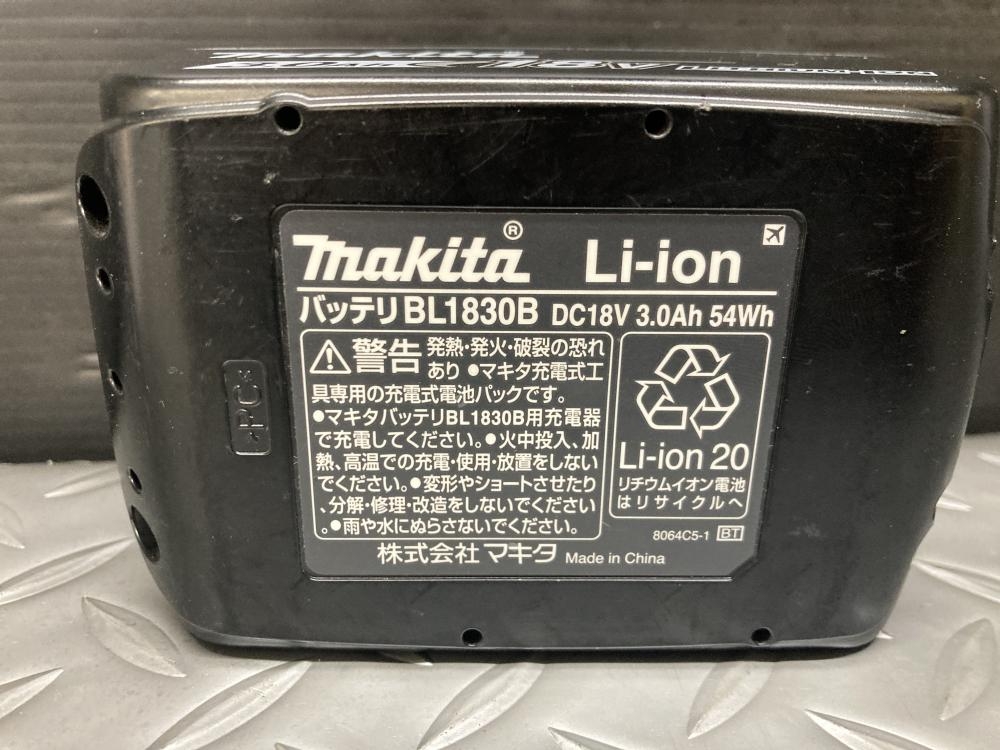 makita
18V
makita® Li-ion
バッテリ BL1830B DC18V 3.0Ah 54Wh
警告 発熱・発火・破裂の恐れ
あり ●マキタ充電式工
具専用の充電式電池パックです。
●マキタバッテリBL1830B用充電器
で充電してください。●火中投入、加
熱、高温での充電・使用・放置をしない
でください。●変形やショートさせたり
、分解・修理・改造をしないでください
。●雨や水にぬらさないでください。
Li-ion 20
リチウムイオン電池
はリサイクルへ
8064C5-1 BT
株式会社 マキタ Made in China
>PC<